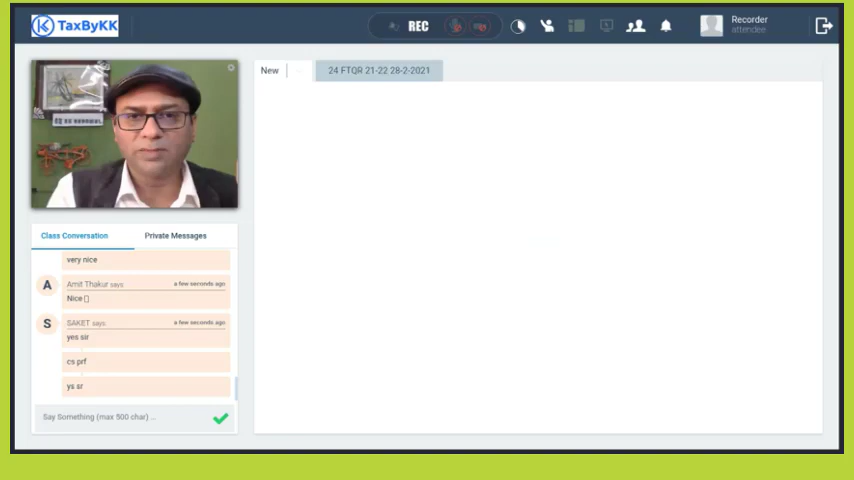 TaxByKK
REC
Recorder
attendee
New
24 FTQR 21-22 28-2-2021
Class Conversation
Private Messages
very nice
A
Amit Thakur says:
a few seconds ago
Nice []
S
SAKET says:
a few seconds ago
yes sir
cs prf
ys sr
Say Something (max 500 char) ...